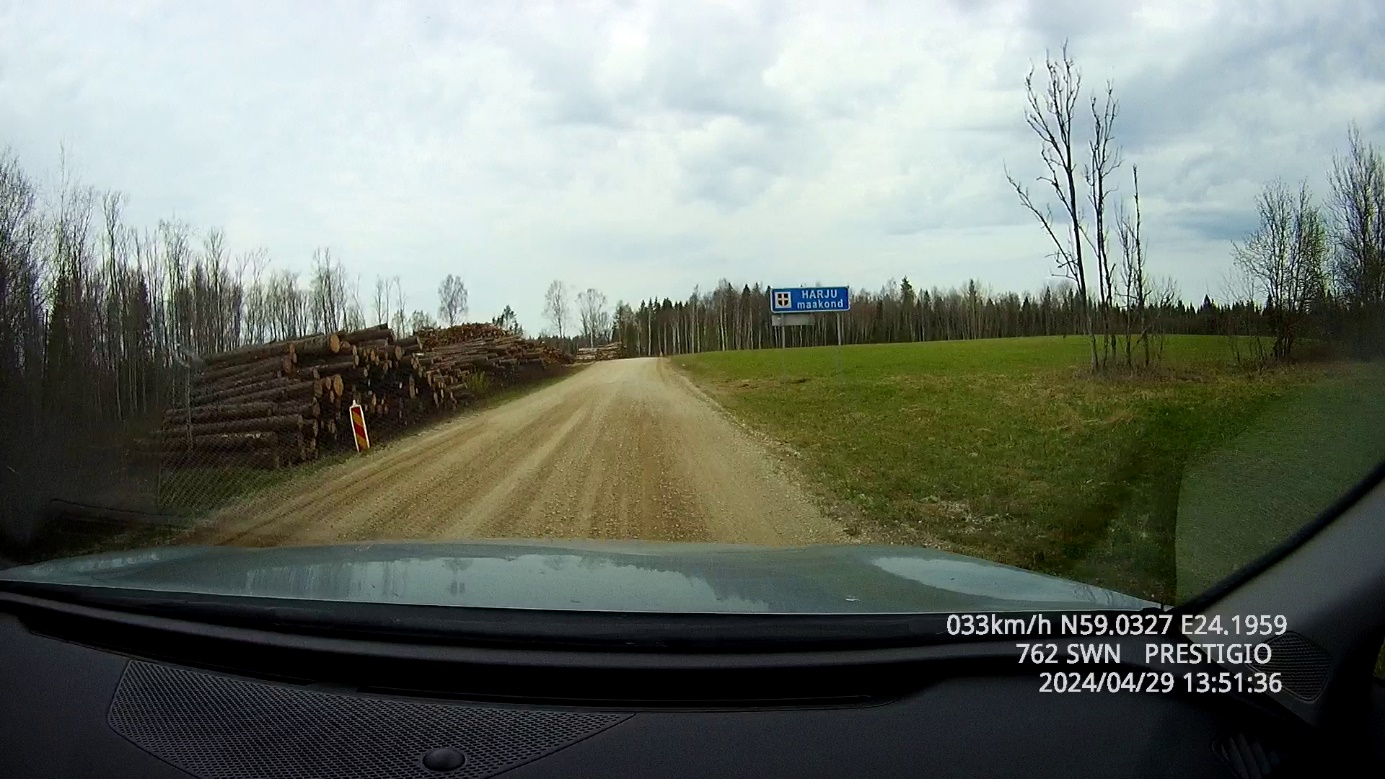 HARJU
maakond
033km/h N59.0327 E24.1959
762 SWN PRESTIGIO
2024/04/29 13:51:36